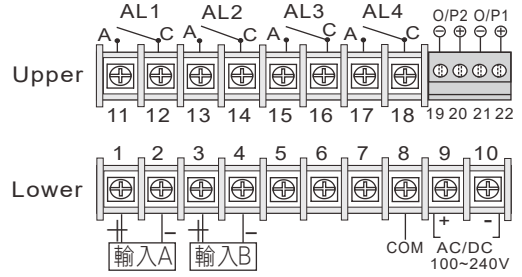 AL1 AL2 AL3 AL4 O/P2 O/P1
A C A C A C A C ⊖ ⊕ ⊖ ⊕
Upper
11 12 13 14 15 16 17 18 19 20 21 22
1 2 3 4 5 6 7 8 9 10
Lower
+ - + - + -
輸入A 輸入B COM AC/DC
100~240V